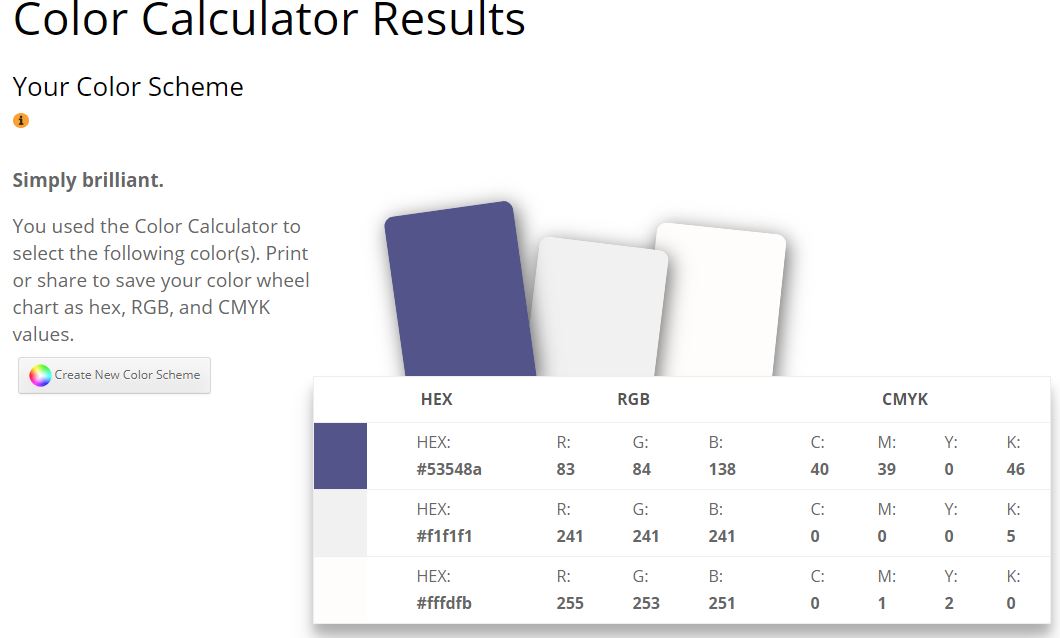 Color Calculator Results
Your Color Scheme
Simply brilliant.
You used the Color Calculator to
select the following color(s). Print
or share to save your color wheel
chart as hex, RGB, and CMYK
values.
Create New Color Scheme
HEX RGB CMYK
HEX: R: G: B: C: M: Y: K:
#53548a 83 84 138 40 39 0 46
HEX: R: G: B: C: M: Y: K:
#f1f1f1 241 241 241 0 0 0 5
HEX: R: G: B: C: M: Y: K:
#fffdfb 255 253 251 0 1 2 0